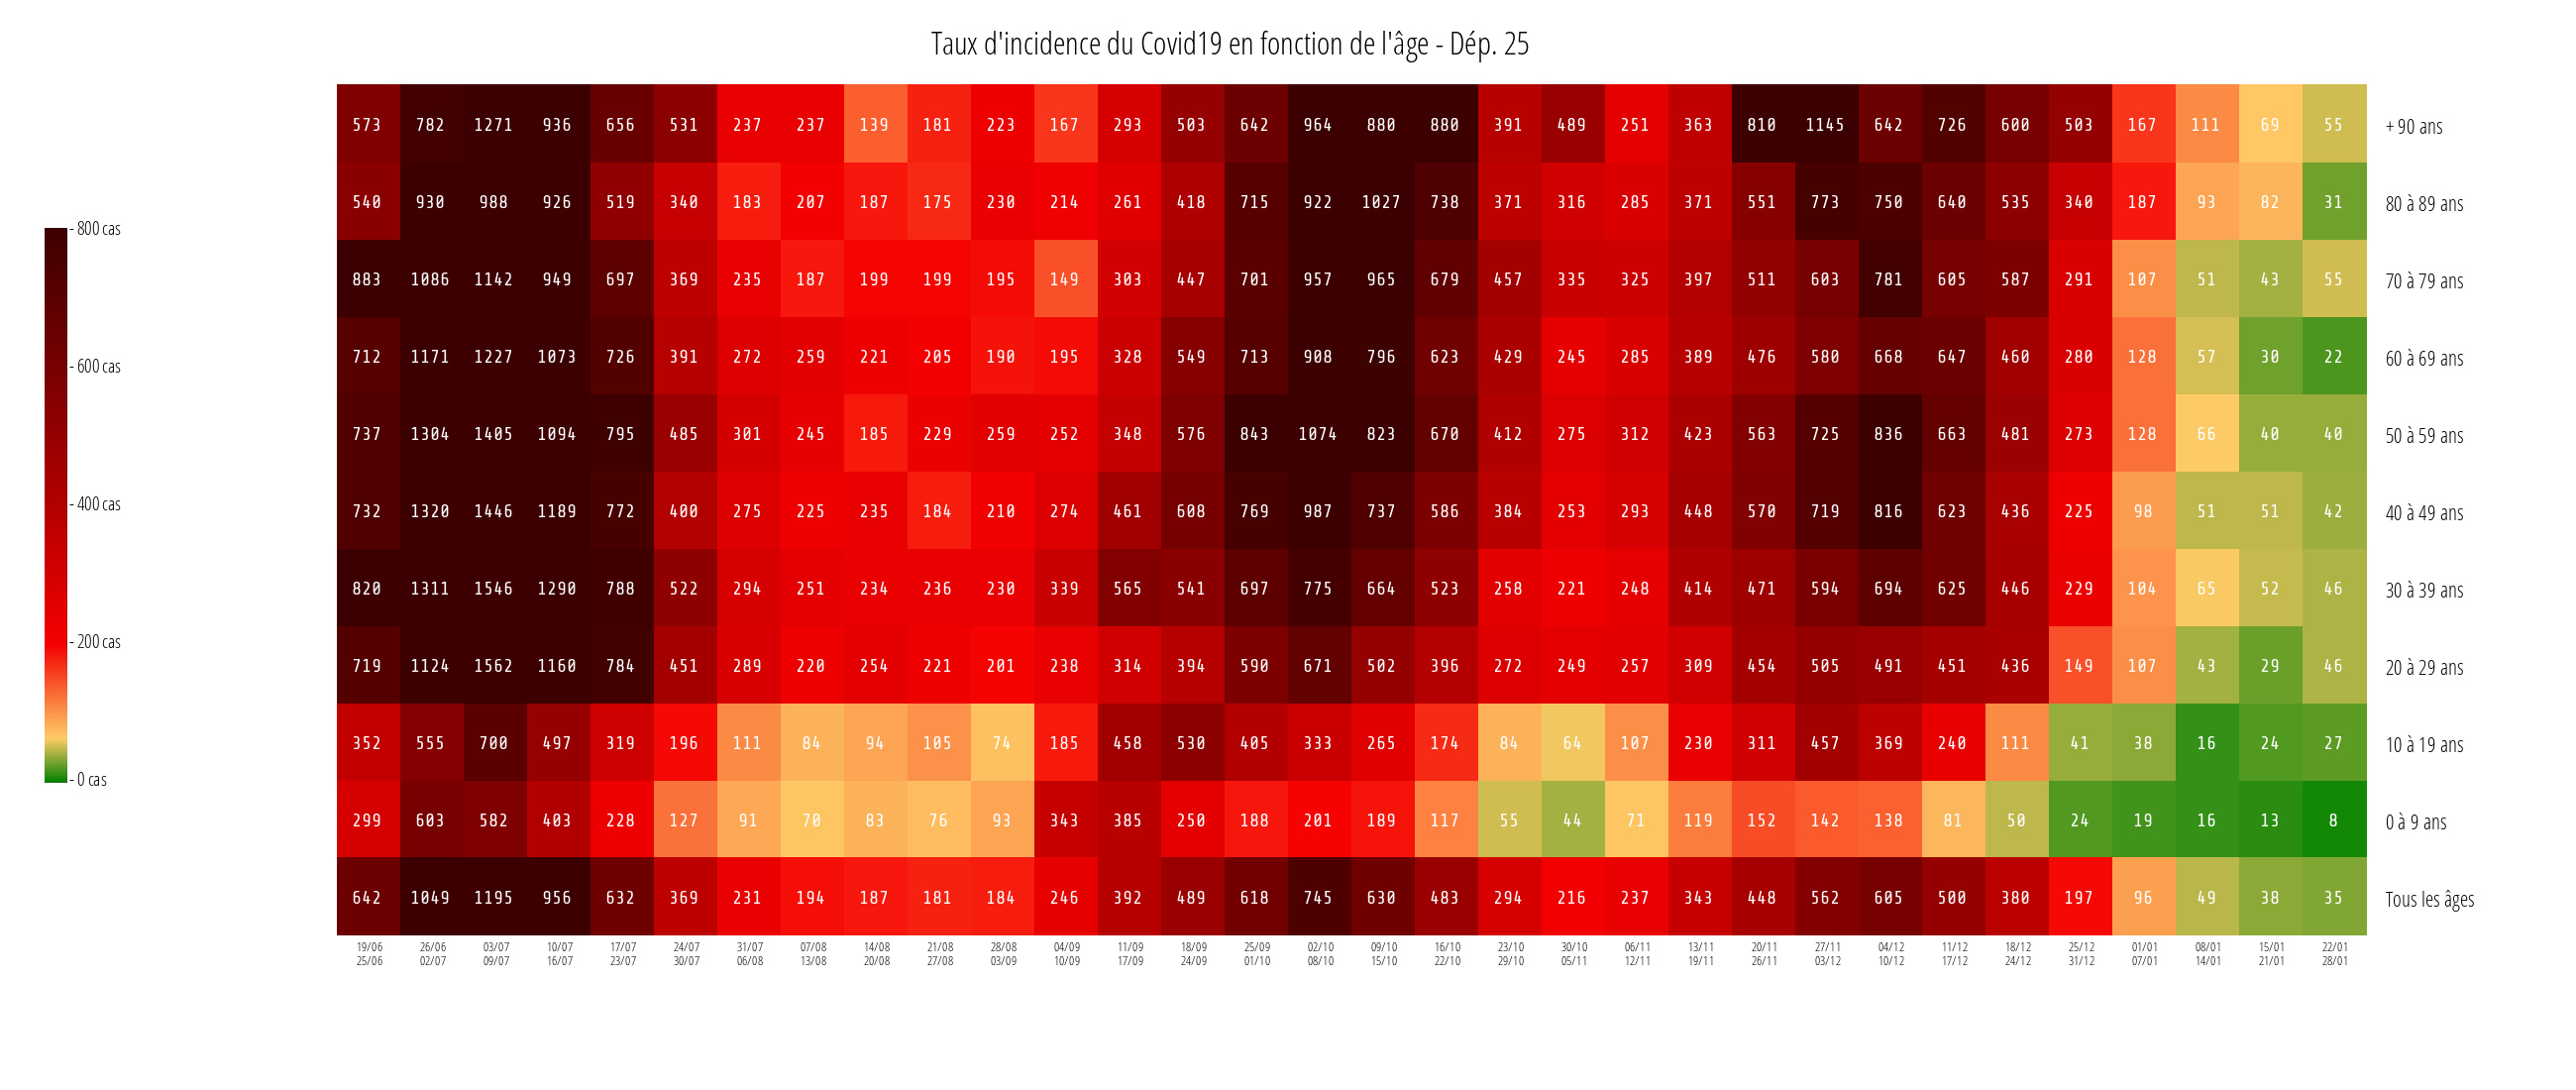 Taux d'incidence du Covid19 en fonction de l'âge - Dép. 25
- 800 cas
- 600 cas
- 400 cas
- 200 cas
- 0 cas
573 782 1271 936 656 531 237 237 139 181 223 167 293 503 642 964 880 880 391 489 251 363 810 1145 642 726 600 503 167 111 69 55 + 90 ans
540 930 988 926 519 340 183 207 187 175 230 214 261 418 715 922 1027 738 371 316 285 371 551 773 750 640 535 340 187 93 82 31 80 à 89 ans
883 1086 1142 949 697 369 235 187 199 199 195 149 303 447 701 957 965 679 457 335 325 397 511 603 781 605 587 291 107 51 43 55 70 à 79 ans
712 1171 1227 1073 726 391 272 259 221 205 190 195 328 549 713 908 796 623 429 245 285 389 476 580 668 647 460 280 128 57 30 22 60 à 69 ans
737 1304 1405 1094 795 485 301 245 185 229 259 252 348 576 843 1074 823 670 412 275 312 423 563 725 836 663 481 273 128 66 40 40 50 à 59 ans
732 1320 1446 1189 772 400 275 225 235 184 210 274 461 608 769 987 737 586 384 253 293 448 570 719 816 623 436 225 98 51 51 42 40 à 49 ans
820 1311 1546 1290 788 522 294 251 234 236 230 339 565 541 697 775 664 523 258 221 248 414 471 594 694 625 446 229 104 65 52 46 30 à 39 ans
719 1124 1562 1160 784 451 289 220 254 221 201 238 314 394 590 671 502 396 272 249 257 309 454 505 491 451 436 149 107 43 29 46 20 à 29 ans
352 555 700 497 319 196 111 84 94 105 74 185 458 530 405 333 265 174 84 64 107 230 311 457 369 240 111 41 38 16 24 27 10 à 19 ans
299 603 582 403 228 127 91 70 83 76 93 343 385 250 188 201 189 117 55 44 71 119 152 142 138 81 50 24 19 16 13 8 0 à 9 ans
642 1049 1195 956 632 369 231 194 187 181 184 246 392 489 618 745 630 483 294 216 237 343 448 562 605 500 380 197 96 49 38 35 Tous les âges
19/06 26/06 03/07 10/07 17/07 24/07 31/07 07/08 14/08 21/08 28/08 04/09 11/09 18/09 25/09 02/10 09/10 16/10 23/10 30/10 06/11 13/11 20/11 27/11 04/12 11/12 18/12 25/12 01/01 08/01 15/01 22/01
25/06 02/07 09/07 16/07 23/07 30/07 06/08 13/08 20/08 27/08 03/09 10/09 17/09 24/09 01/10 08/10 15/10 22/10 29/10 05/11 12/11 19/11 26/11 03/12 10/12 17/12 24/12 31/12 07/01 14/01 21/01 28/01